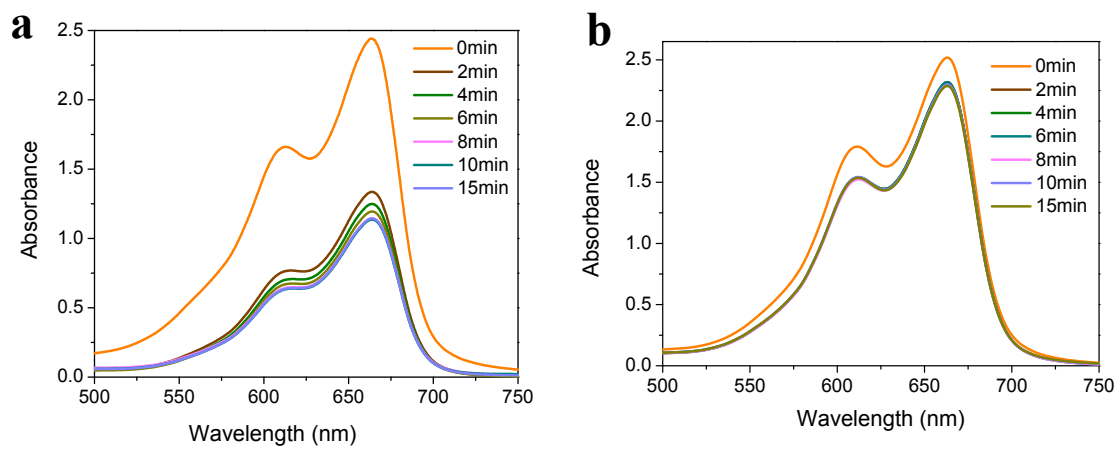 a
2.5
2.0
1.5
1.0
0.5
0.0
500
550
600
650
700
750
Absorbance
Wavelength (nm)
0min
2min
4min
6min
8min
10min
15min
b
2.5
2.0
1.5
1.0
0.5
0.0
500
550
600
650
700
750
Absorbance
Wavelength (nm)
0min
2min
4min
6min
8min
10min
15min